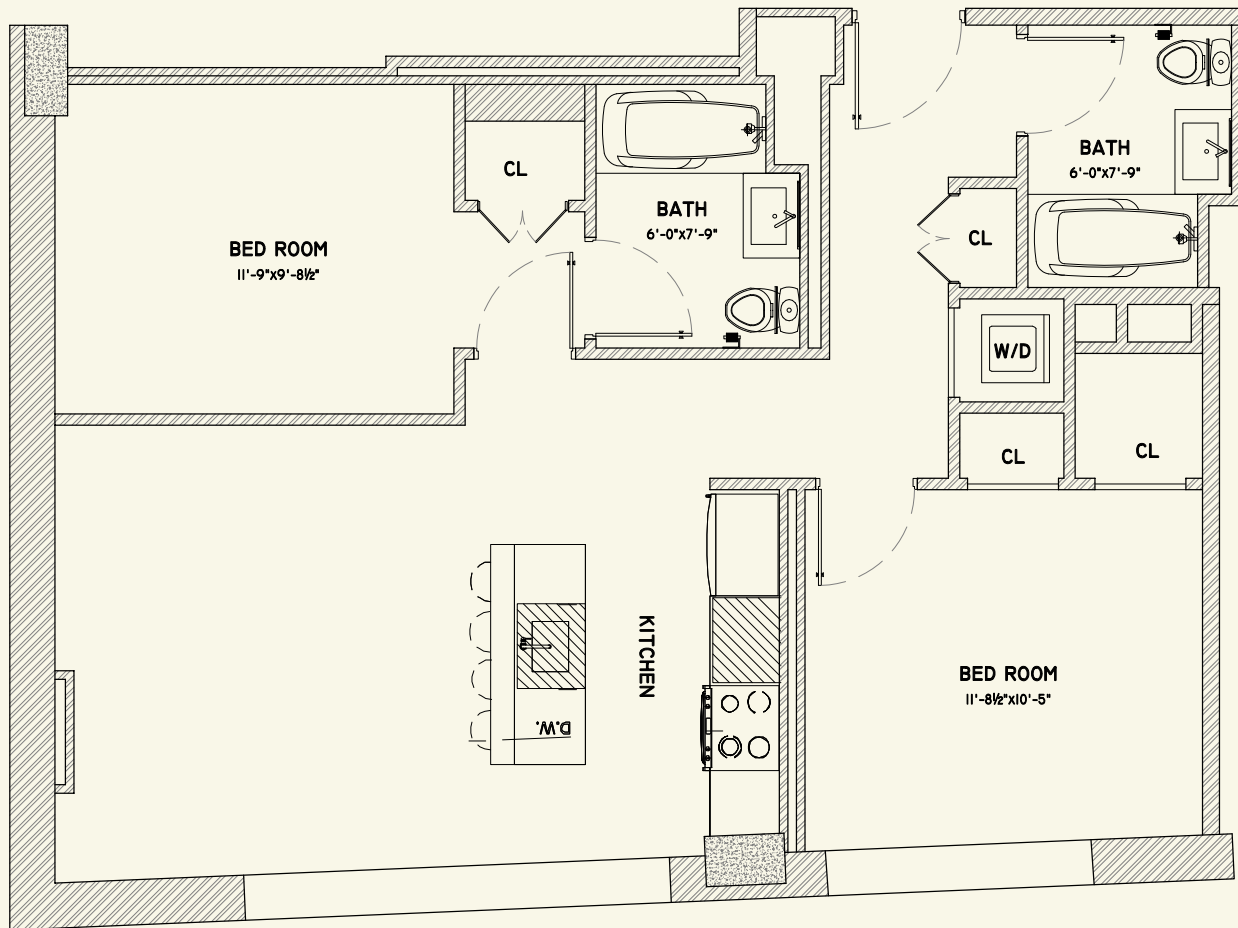 BATH
6'-0"x7'-9"
CL
BATH
6'-0"x7'-9"
CL
BED ROOM
11'-9"x9'-8½"
W/D
CL
CL
KITCHEN
BED ROOM
11'-8½"x10'-5"
D.W.